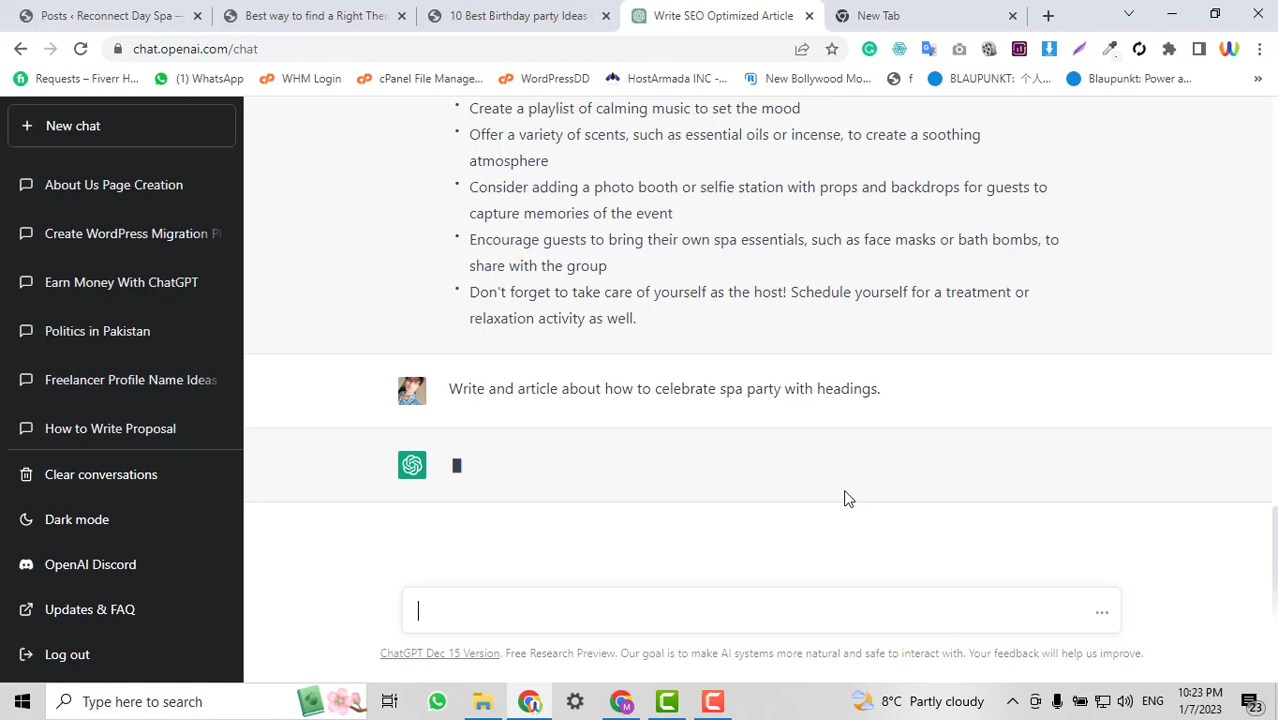 Posts ‹ Reconnect Day Spa —
Best way to find a Right Ther
10 Best Birthday party Ideas
Write SEO Optimized Article
New Tab
chat.openai.com/chat
Requests – Fiverr H...
(1) WhatsApp
WHM Login
cPanel File Manage...
WordPressDD
HostArmada INC -...
New Bollywood Mo...
f
BLAUPUNKT: 个人...
Blaupunkt: Power a...
»
New chat
About Us Page Creation
Create WordPress Migration P
Earn Money With ChatGPT
Politics in Pakistan
Freelancer Profile Name Ideas
How to Write Proposal
Clear conversations
Dark mode
OpenAI Discord
Updates & FAQ
Log out
• Create a playlist of calming music to set the mood
• Offer a variety of scents, such as essential oils or incense, to create a soothing
atmosphere
• Consider adding a photo booth or selfie station with props and backdrops for guests to
capture memories of the event
• Encourage guests to bring their own spa essentials, such as face masks or bath bombs, to
share with the group
• Don't forget to take care of yourself as the host! Schedule yourself for a treatment or
relaxation activity as well.
Write and article about how to celebrate spa party with headings.
ChatGPT Dec 15 Version. Free Research Preview. Our goal is to make AI systems more natural and safe to interact with. Your feedback will help us improve.
Type here to search
8°C Partly cloudy
ENG
10:23 PM
1/7/2023
23